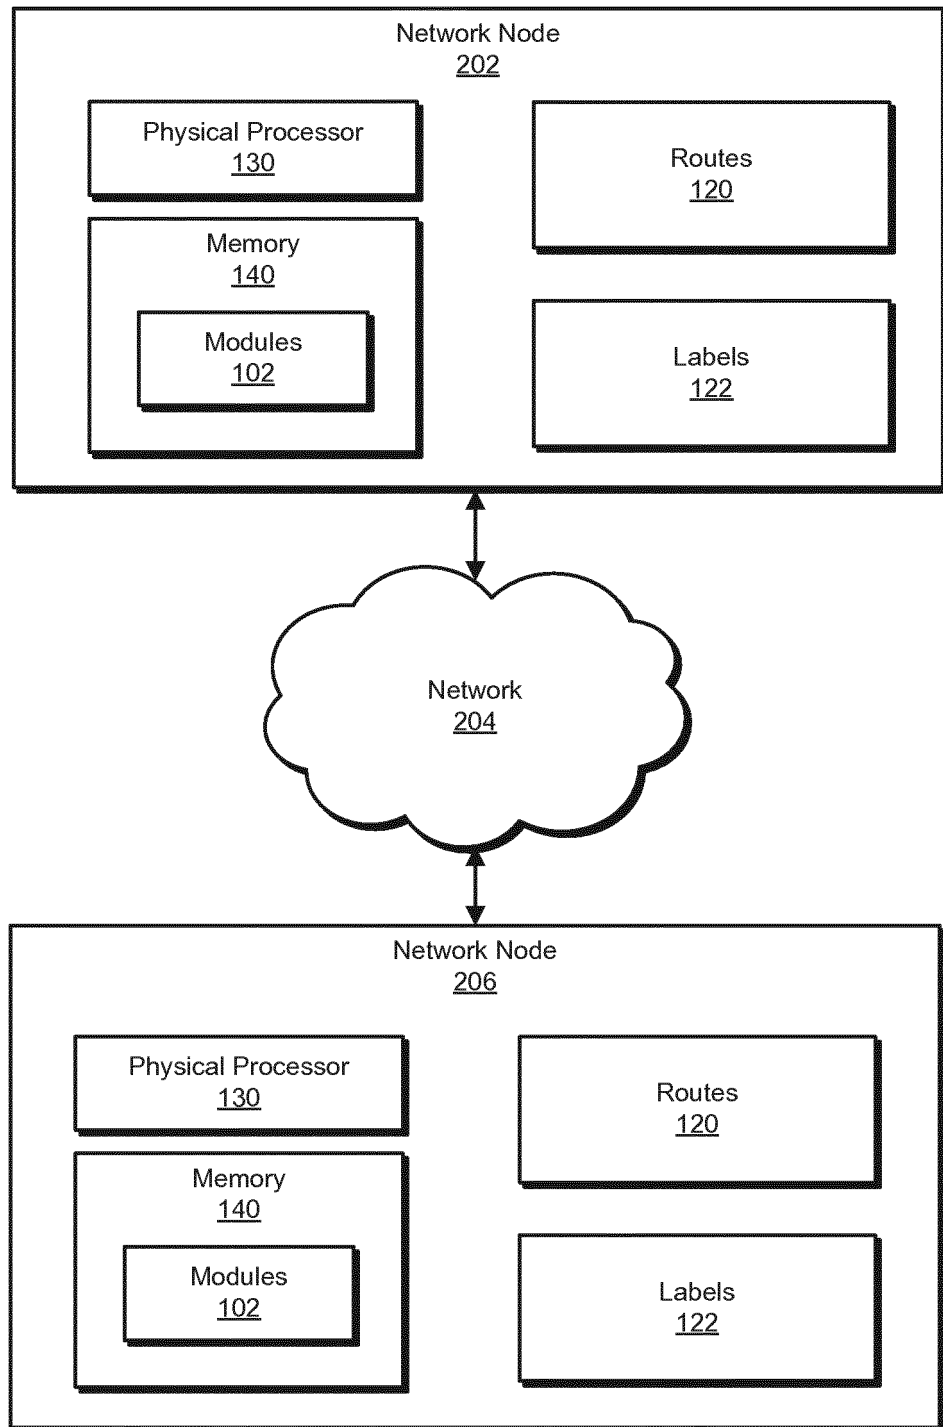 Network Node
202
Physical Processor
130
Memory
140
Modules
102
Routes
120
Labels
122
Network
204
Network Node
206
Physical Processor
130
Memory
140
Modules
102
Routes
120
Labels
122